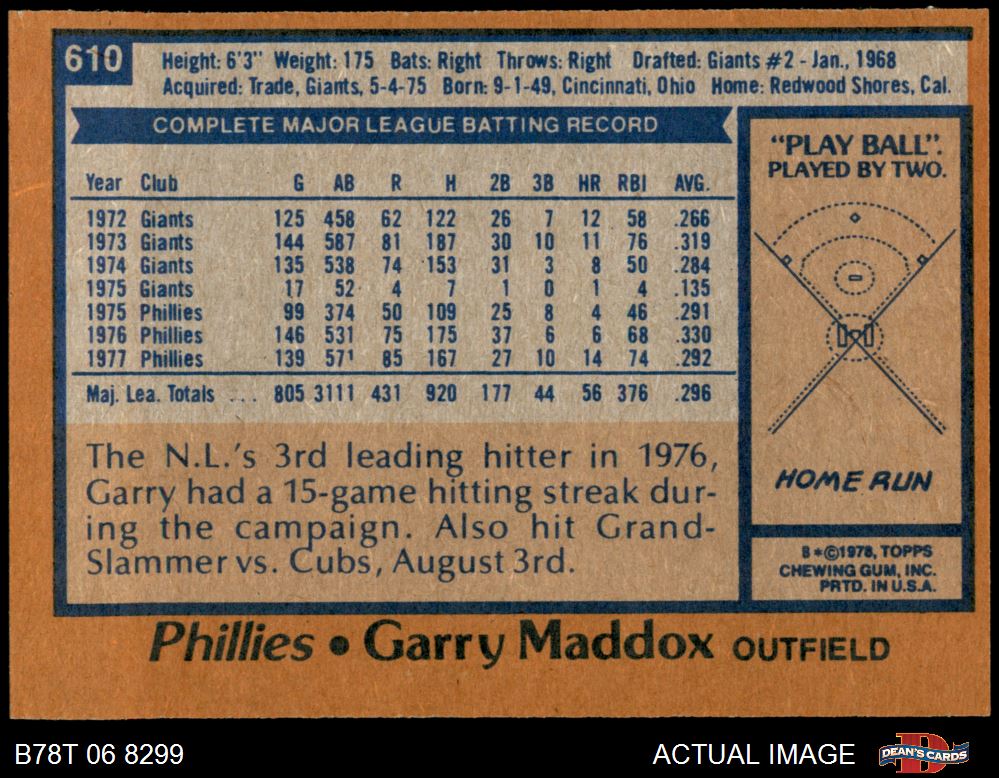 610
Height: 6'3" Weight: 175 Bats: Right Throws: Right Drafted: Giants #2 - Jan., 1968
Acquired: Trade, Giants, 5-4-75 Born: 9-1-49, Cincinnati, Ohio Home: Redwood Shores, Cal.
COMPLETE MAJOR LEAGUE BATTING RECORD
Year Club G AB R H 2B 3B HR RBI AVG.
1972 Giants 125 458 62 122 26 7 12 58 .266
1973 Giants 144 587 81 187 30 10 11 76 .319
1974 Giants 135 538 74 153 31 3 8 50 .284
1975 Giants 17 52 4 7 1 0 1 4 .135
1975 Phillies 99 374 50 109 25 8 4 46 .291
1976 Phillies 146 531 75 175 37 6 6 68 .330
1977 Phillies 139 571 85 167 27 10 14 74 .292
Maj. Lea. Totals ... 805 3111 431 920 177 44 56 376 .296
The N.L.'s 3rd leading hitter in 1976,
Garry had a 15-game hitting streak dur-
ing the campaign. Also hit Grand-
Slammer vs. Cubs, August 3rd.
"PLAY BALL".
PLAYED BY TWO.
HOME RUN
B*©1978, TOPPS
CHEWING GUM, INC.
PRTD. IN U.S.A.
Phillies • Garry Maddox OUTFIELD
B78T 06 8299
ACTUAL IMAGE
D
DEAN'S CARDS